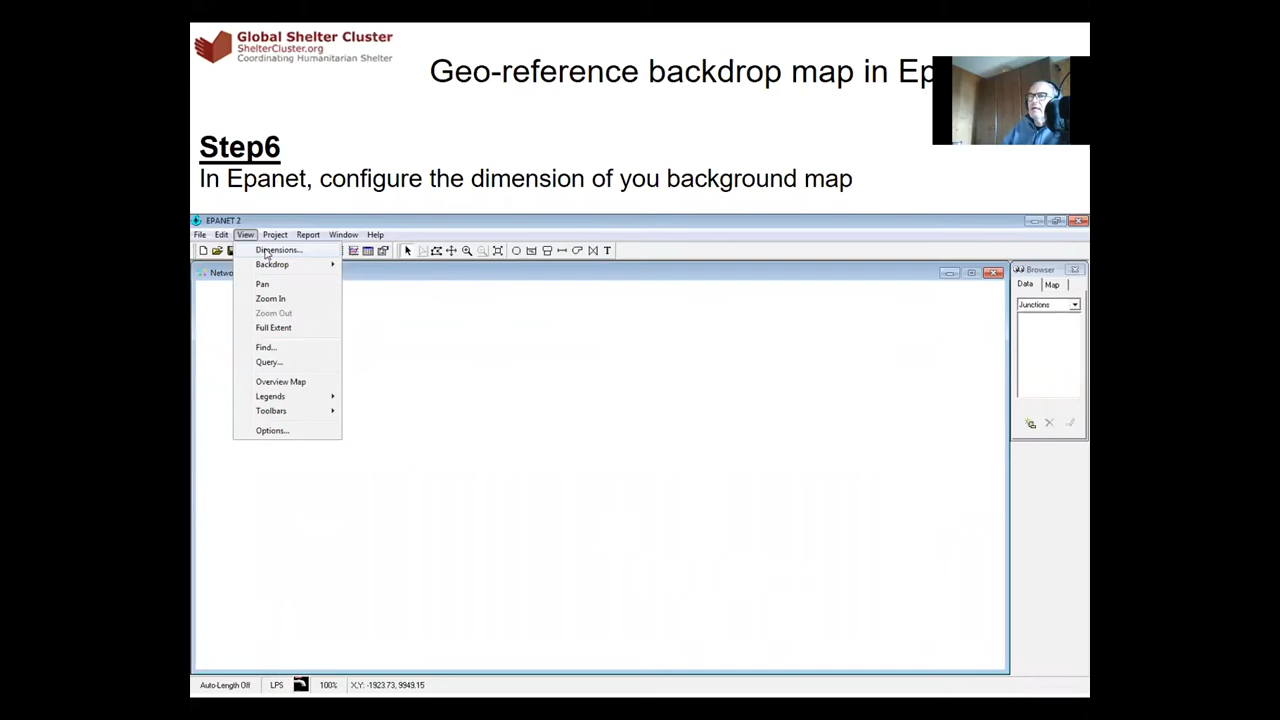 Global Shelter Cluster
ShelterCluster.org
Coordinating Humanitarian Shelter
Geo-reference backdrop map in Ep
Step6
In Epanet, configure the dimension of you background map
EPANET 2
File Edit View Project Report Window Help
Dimensions...
Backdrop
Pan
Zoom In
Zoom Out
Full Extent
Find...
Query...
Overview Map
Legends
Toolbars
Options...
Netwo
T
Browser
Data Map
Junctions
Auto-Length Off LPS 100% X,Y: -1923.73, 9949.15